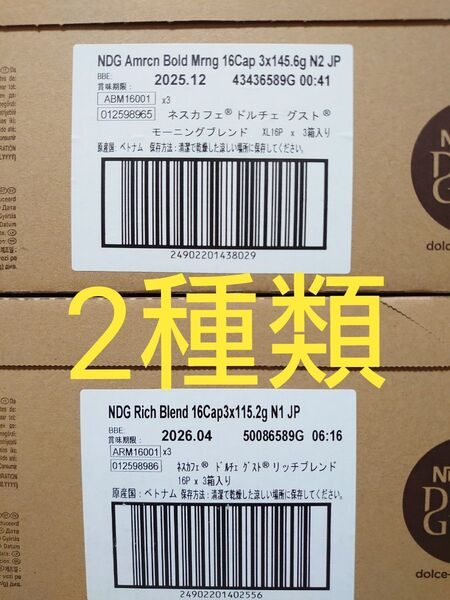 NDG Amrcn Bold Mrng 16Cap 3x145.6g N2 JP
BBE:
賞味期限: 2025.12 43436589G 00:41
ABM16001 x3
012598965 ネスカフェ® ドルチェ グスト®
モーニングブレンド XL16P x 3箱入り
原産国:ベトナム 保存方法:清潔で乾燥した涼しい場所に保存してください。
24902201438029
dolce-
2種類
NDG Rich Blend 16Cap3x115.2g N1 JP
BBE:
賞味期限: 2026.04 50086589G 06:16
ARM16001 x3
012598986 ネスカフェ® ドルチェ グスト® リッチブレンド
16P x 3箱入り
原産国:ベトナム 保存方法:清潔で乾燥した涼しい場所に保存してください。
24902201402556
dolce-